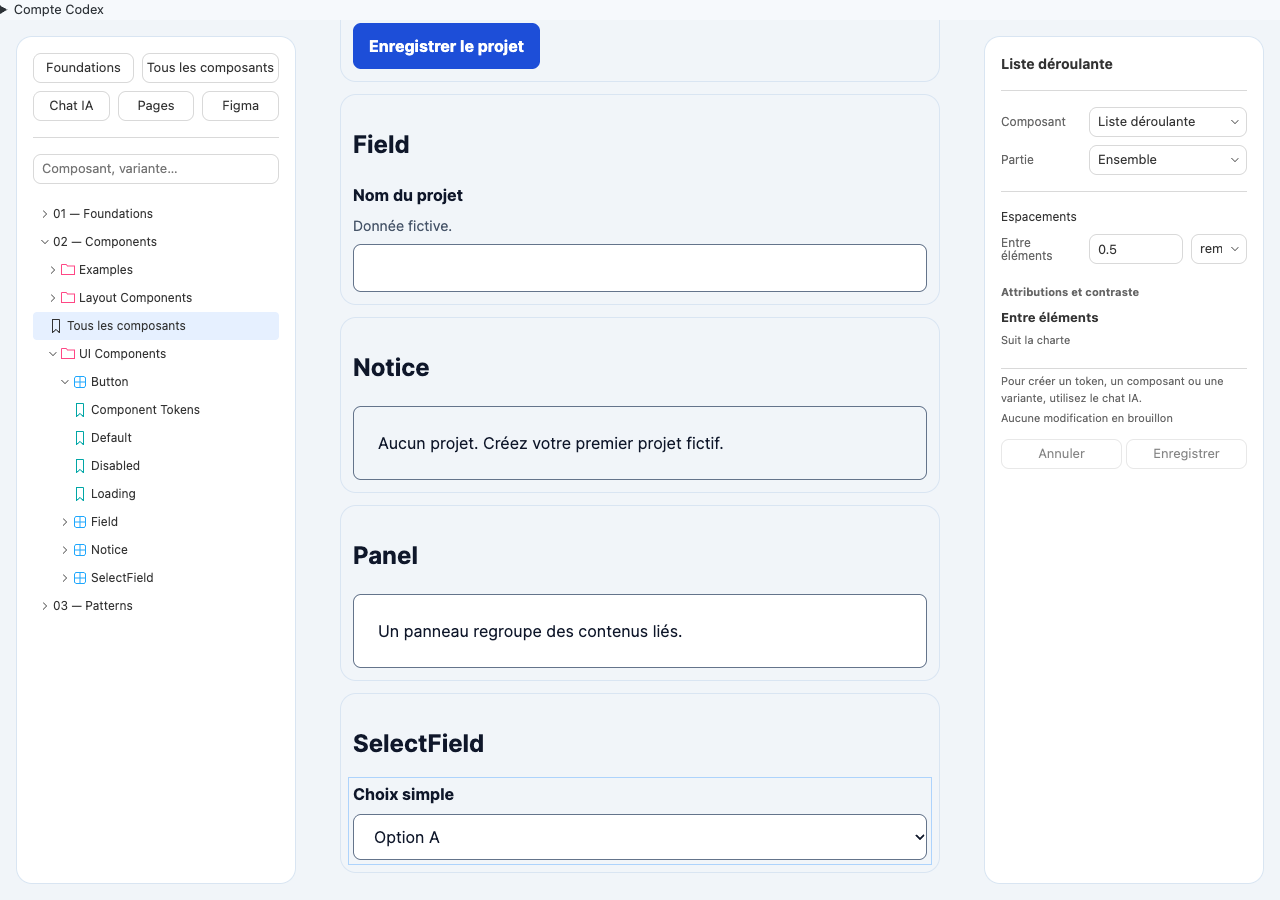 Compte Codex
Foundations
Tous les composants
Chat IA
Pages
Figma
Composant, variante...
01 — Foundations
02 — Components
Examples
Layout Components
Tous les composants
UI Components
Button
Component Tokens
Default
Disabled
Loading
Field
Notice
SelectField
03 — Patterns
Enregistrer le projet
Field
Nom du projet
Donnée fictive.
Notice
Aucun projet. Créez votre premier projet fictif.
Panel
Un panneau regroupe des contenus liés.
SelectField
Choix simple
Option A
Liste déroulante
Composant
Liste déroulante
Partie
Ensemble
Espacements
Entre
éléments
0.5
rem
Attributions et contraste
Entre éléments
Suit la charte
Pour créer un token, un composant ou une
variante, utilisez le chat IA.
Aucune modification en brouillon
Annuler
Enregistrer